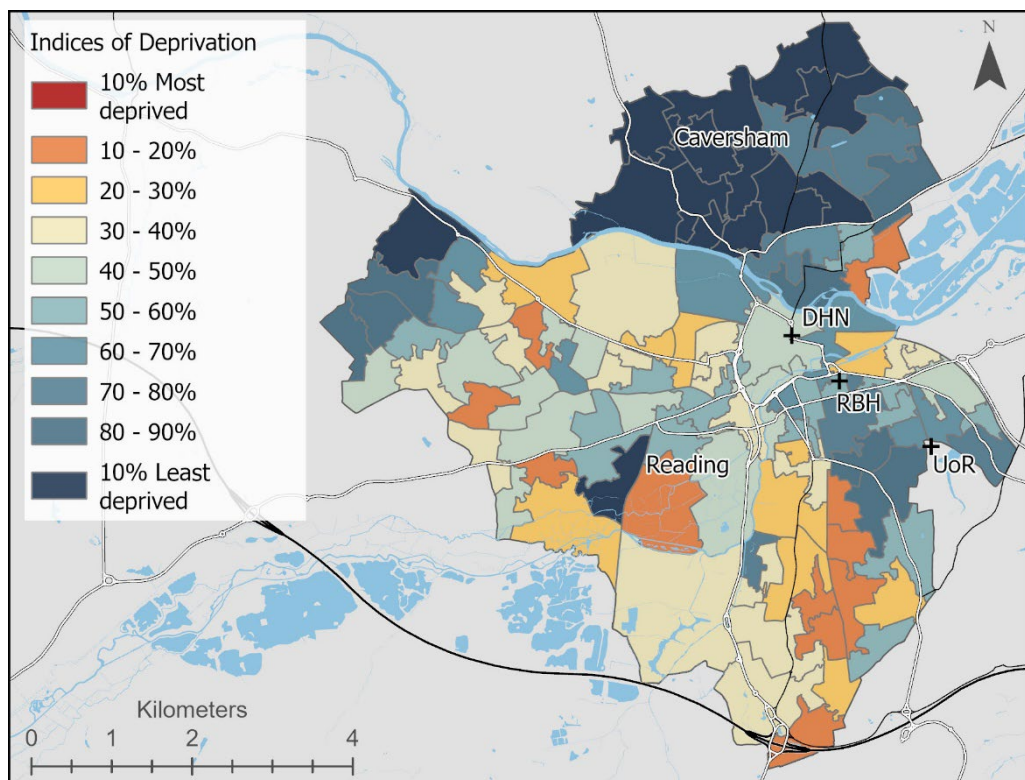 Indices of Deprivation
10% Most
deprived
10 - 20%
20 - 30%
30 - 40%
40 - 50%
50 - 60%
60 - 70%
70 - 80%
80 - 90%
10% Least
deprived
N
Caversham
DHN
RBH
UoR
Reading
Kilometers
0 1 2 4